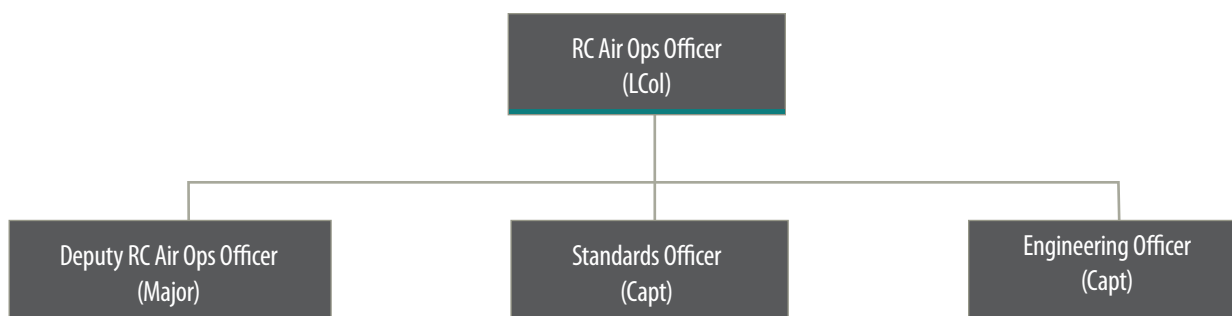 RC Air Ops Officer
(LCol)
Deputy RC Air Ops Officer
(Major)
Standards Officer
(Capt)
Engineering Officer
(Capt)